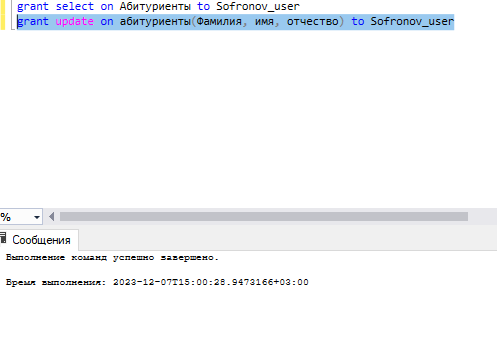 grant select on Абитуриенты to Sofronov_user
grant update on абитуриенты(Фамилия, имя, отчество) to Sofronov_user
%
Сообщения
Выполнение команд успешно завершено.
Время выполнения: 2023-12-07T15:00:28.9473166+03:00